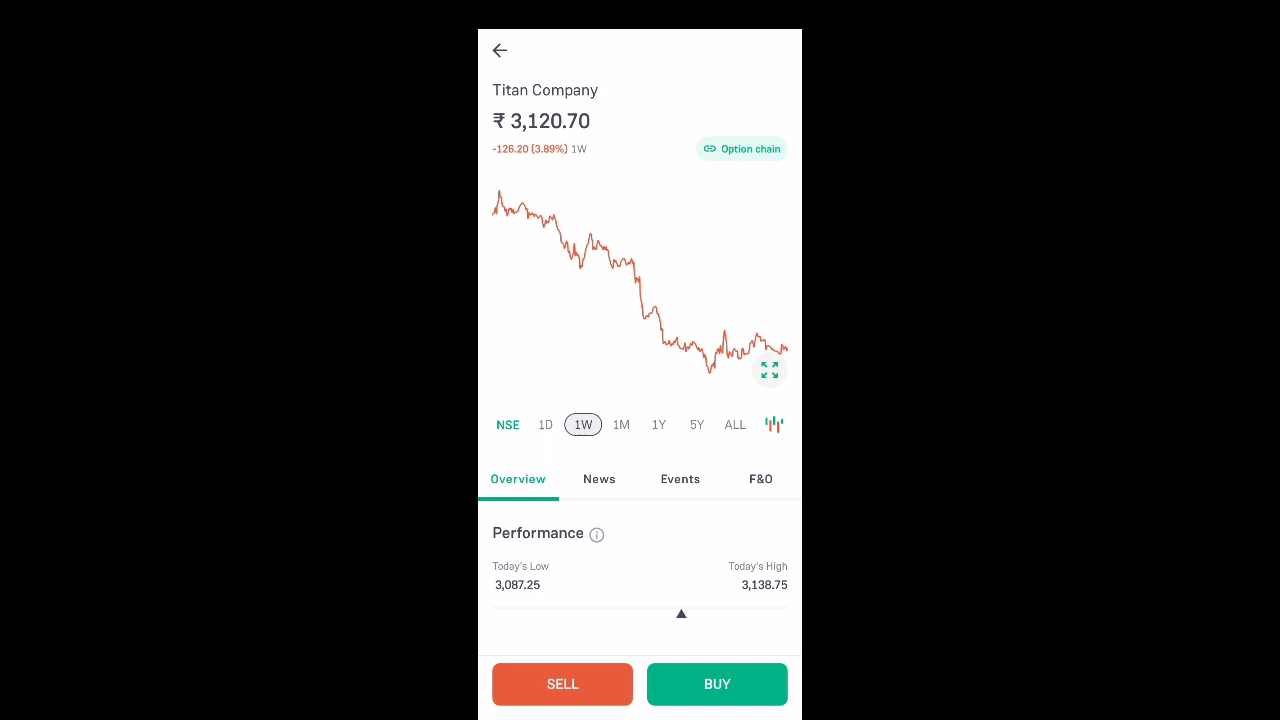 Titan Company
₹ 3,120.70
-126.20 (3.89%) 1W
Option chain
NSE 1D 1W 1M 1Y 5Y ALL
Overview News Events F&O
Performance
Today's Low Today's High
3,087.25 3,138.75
SELL BUY